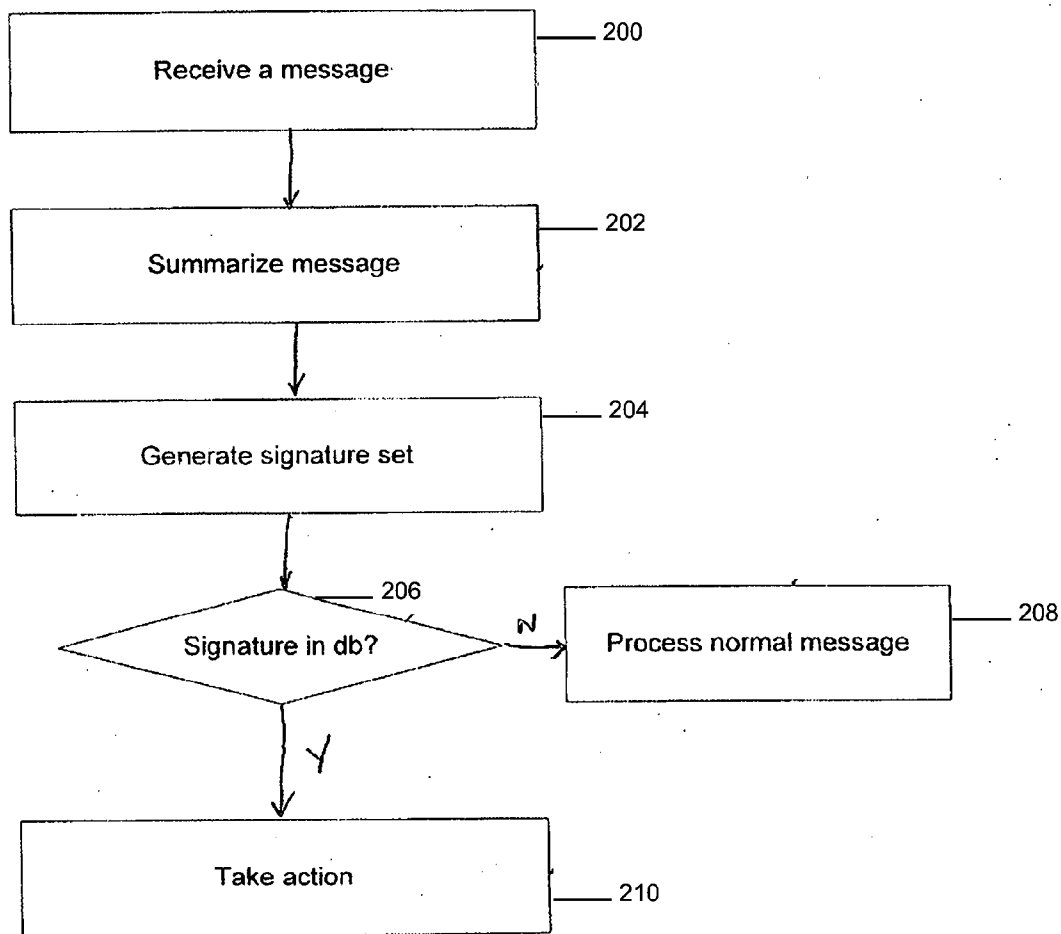 200
Receive a message
202
Summarize message
204
Generate signature set
206
Signature in db?
N
208
Process normal message
Y
Take action
210